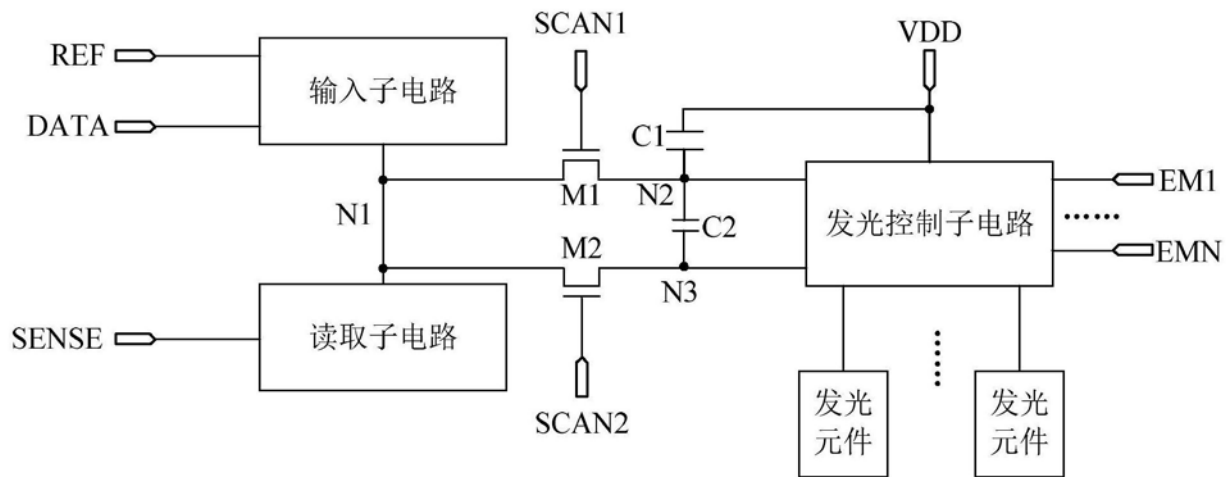 SCAN1
VDD
REF
输入子电路
DATA
C1
EM1
M1
N2
N1
发光控制子电路
······
C2
M2
EMN
N3
SENSE
读取子电路
······
SCAN2
发光
元件
发光
元件